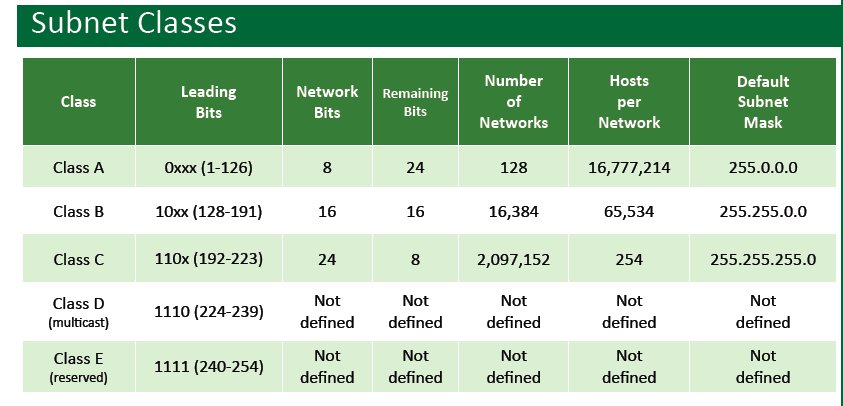 Subnet Classes
Class Leading Bits Network Bits Remaining Bits Number of Networks Hosts per Network Default Subnet Mask
Class A 0xxx (1-126) 8 24 128 16,777,214 255.0.0.0
Class B 10xx (128-191) 16 16 16,384 65,534 255.255.0.0
Class C 110x (192-223) 24 8 2,097,152 254 255.255.255.0
Class D (multicast) 1110 (224-239) Not defined Not defined Not defined Not defined Not defined
Class E (reserved) 1111 (240-254) Not defined Not defined Not defined Not defined Not defined